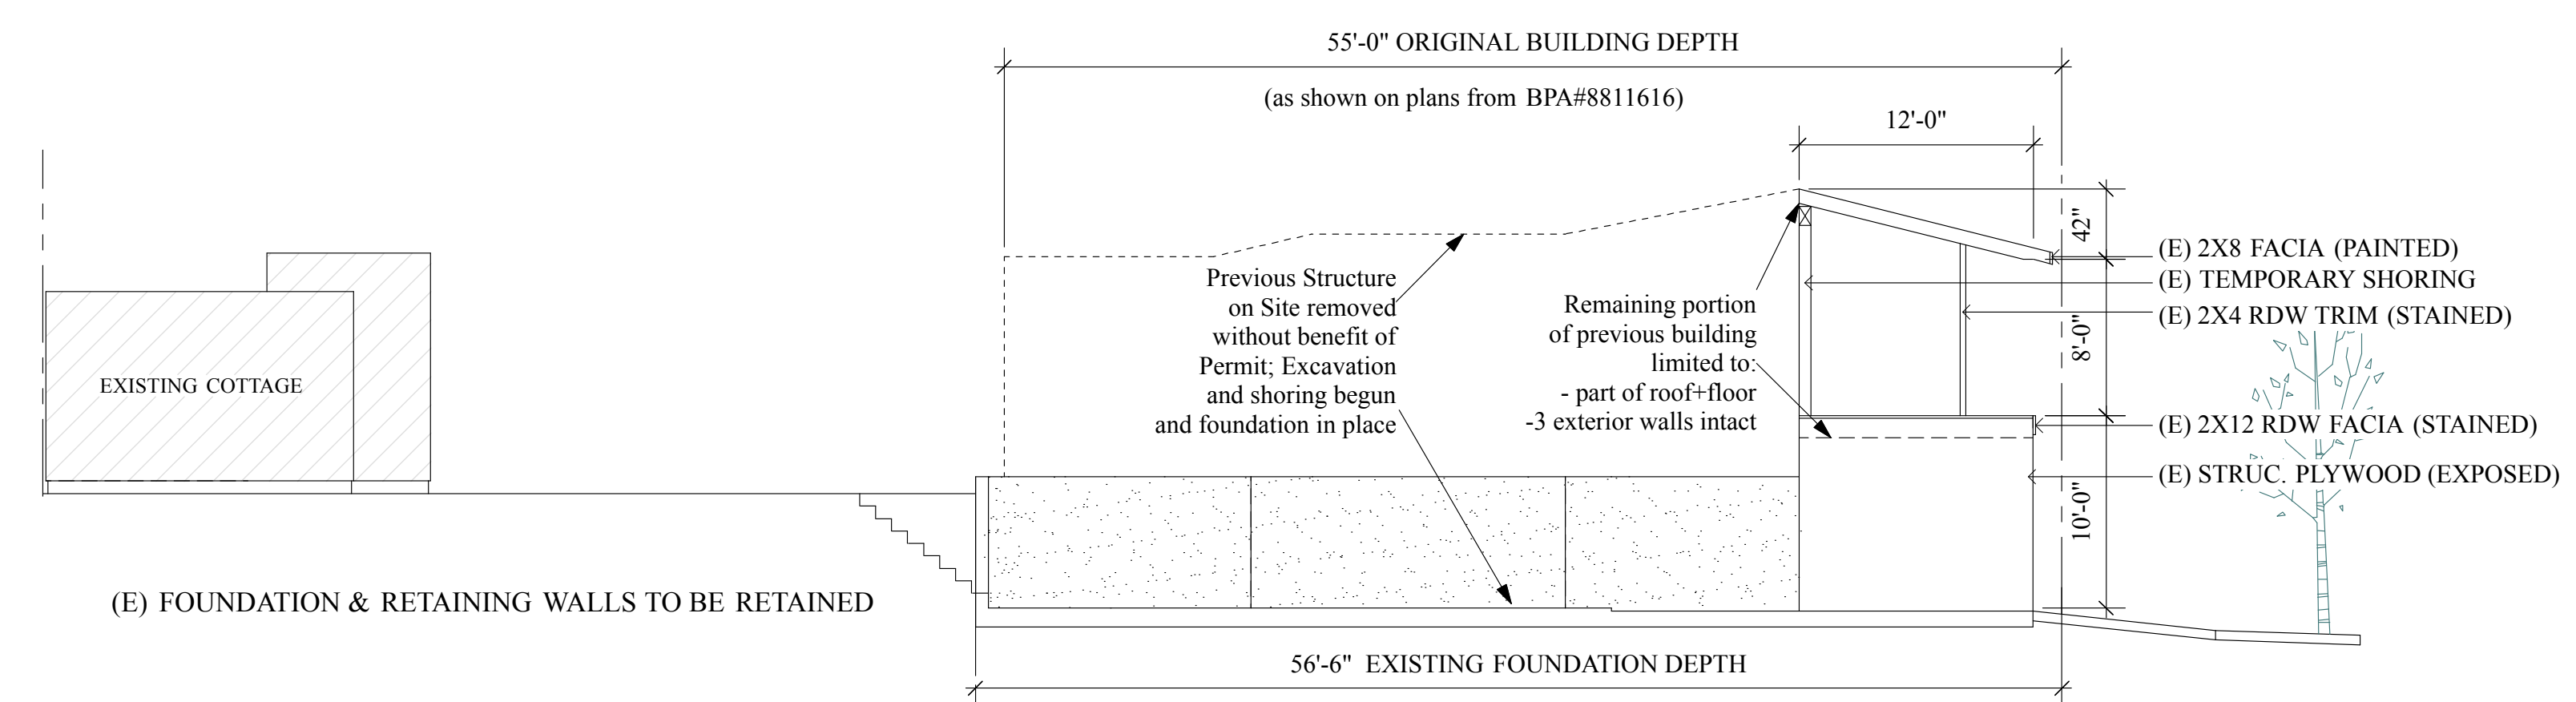 55'-0" ORIGINAL BUILDING DEPTH
(as shown on plans from BPA#8811616)
12'-0"
42"
(E) 2X8 FACIA (PAINTED)
(E) TEMPORARY SHORING
(E) 2X4 RDW TRIM (STAINED)
8'-0"
(E) 2X12 RDW FACIA (STAINED)
(E) STRUC. PLYWOOD (EXPOSED)
10'-0"
Previous Structure
on Site removed
without benefit of
Permit; Excavation
and shoring begun
and foundation in place
Remaining portion
of previous building
limited to:
- part of roof+floor
-3 exterior walls intact
EXISTING COTTAGE
(E) FOUNDATION & RETAINING WALLS TO BE RETAINED
56'-6" EXISTING FOUNDATION DEPTH